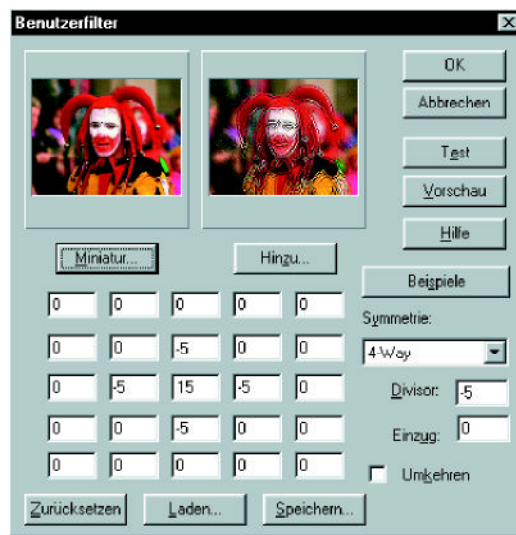 Benutzerfilter
OK
Abbrechen
Test
Vorschau
Hilfe
Miniatur...
Hinzu...
Beispiele
0 0 0 0 0
Symmetrie:
0 0 -5 0 0
4-Way
0 -5 15 -5 0
Divisor: -5
0 0 -5 0 0
Einzug: 0
0 0 0 0 0
Umkehren
Zurücksetzen
Laden...
Speichern...